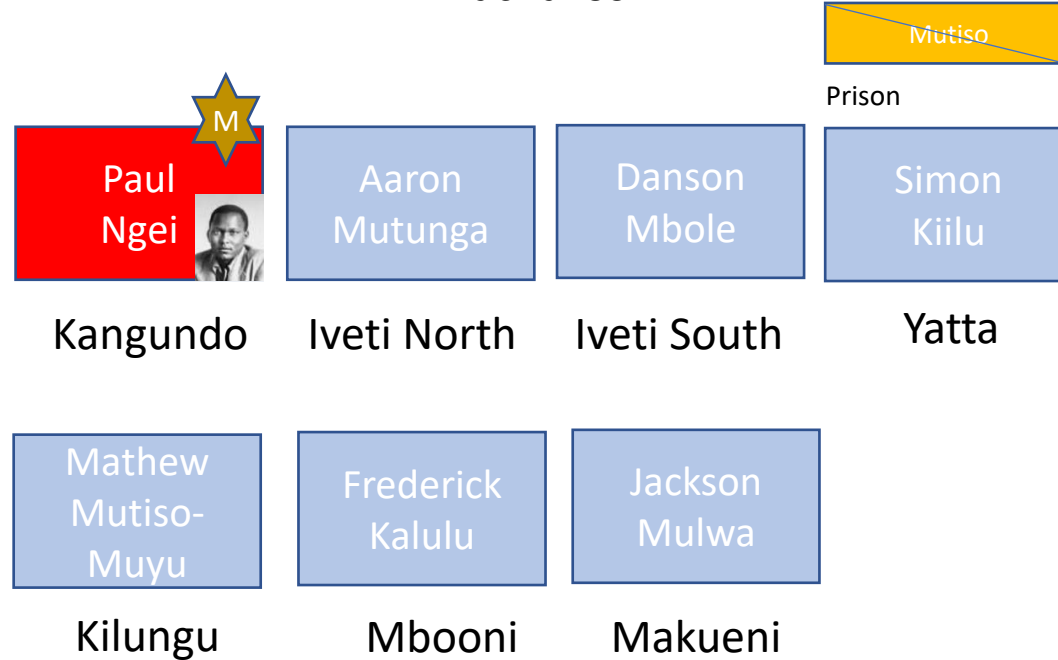 Mutiso
Prison
M
Paul
Ngei
Aaron
Mutunga
Danson
Mbole
Simon
Kiilu
Kangundo
Iveti North
Iveti South
Yatta
Mathew
Mutiso-
Muyu
Frederick
Kalulu
Jackson
Mulwa
Kilungu
Mbooni
Makueni